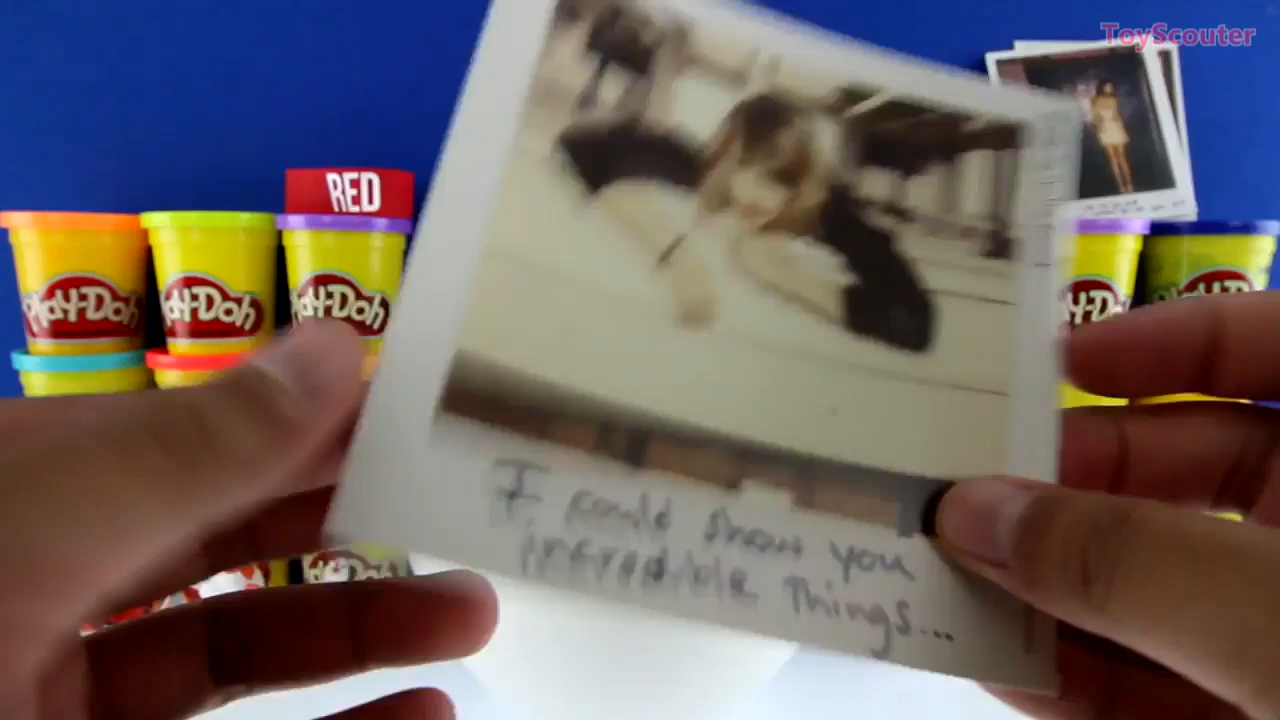 ToyScouter
RED
Play-Doh
Play-Doh
Play-Doh
I could show you
incredible things...